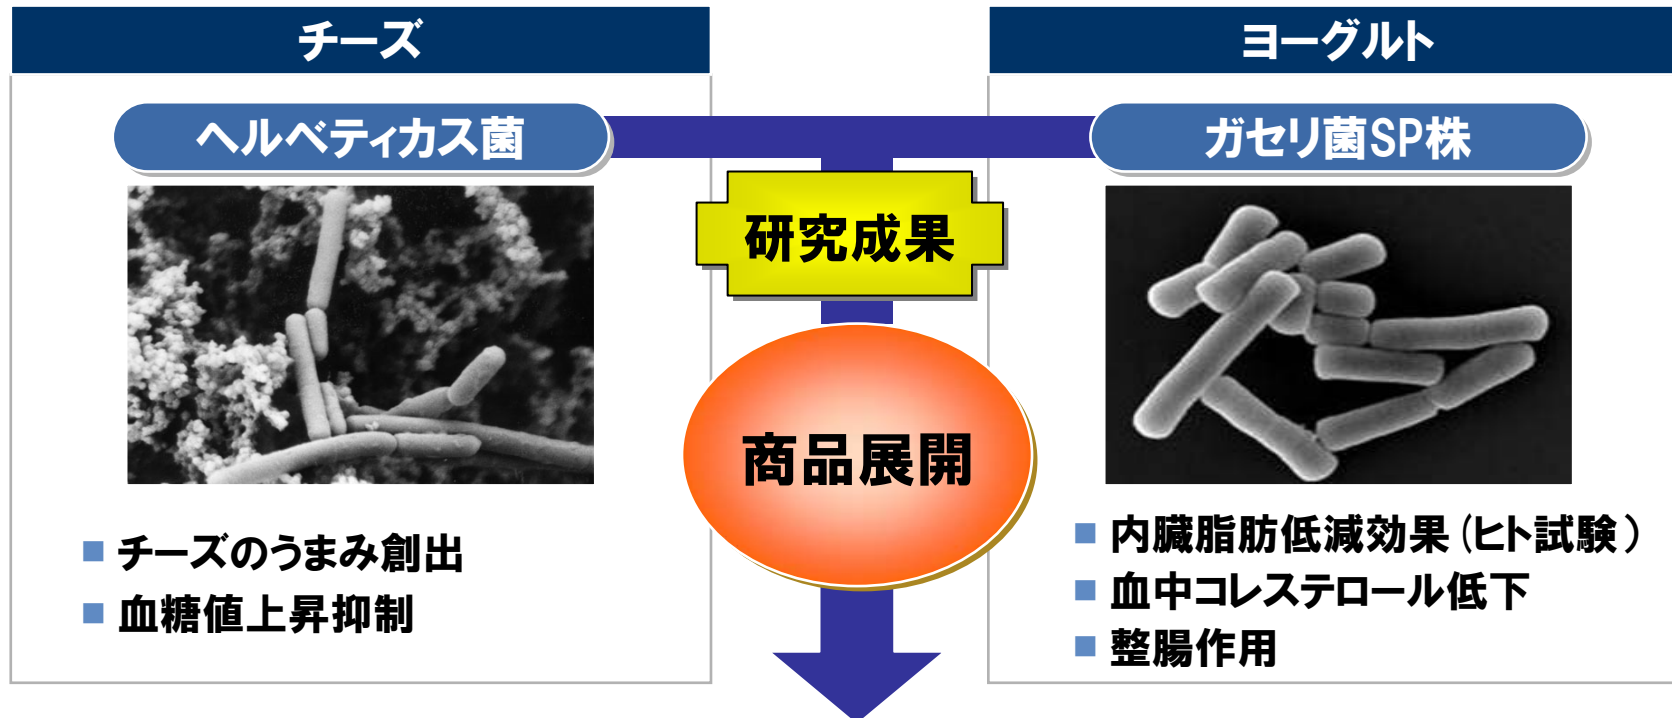 チーズ
ヘルベティカス菌
チーズのうまみ創出
血糖値上昇抑制
研究成果
商品展開
ヨーグルト
ガセリ菌SP株
内臓脂肪低減効果(ヒト試験)
血中コレステロール低下
整腸作用